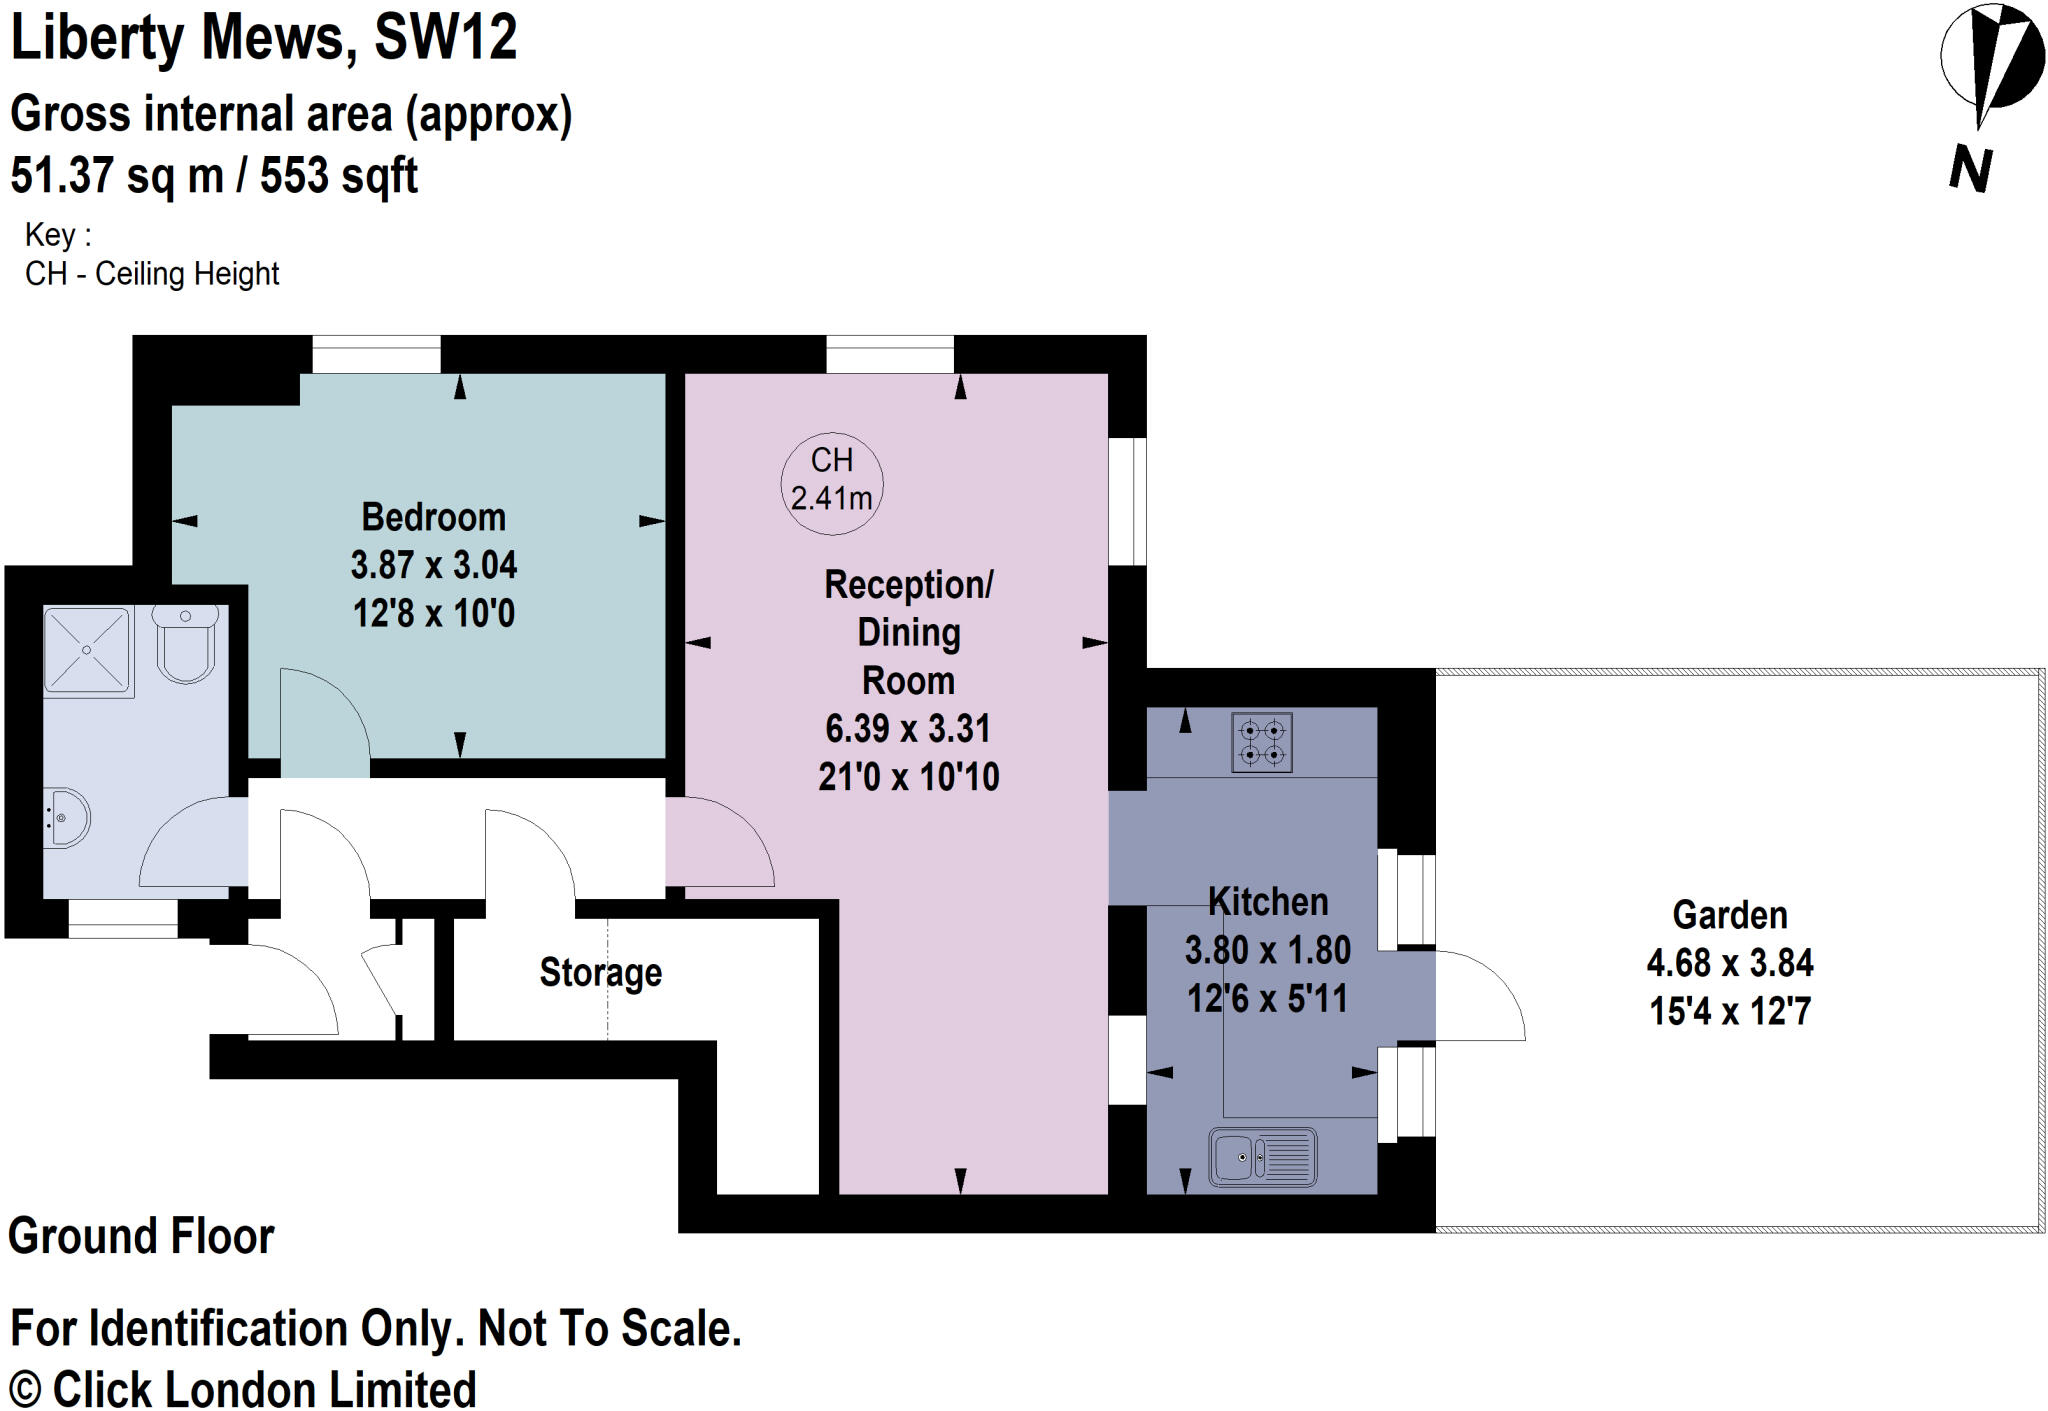 Liberty Mews, SW12
Gross internal area (approx)
51.37 sq m / 553 sqft
Key :
CH - Ceiling Height
N
CH
2.41m
Bedroom
3.87 x 3.04
12'8 x 10'0
Reception/
Dining
Room
6.39 x 3.31
21'0 x 10'10
Kitchen
3.80 x 1.80
12'6 x 5'11
Garden
4.68 x 3.84
15'4 x 12'7
Storage
Ground Floor
For Identification Only. Not To Scale.
© Click London Limited